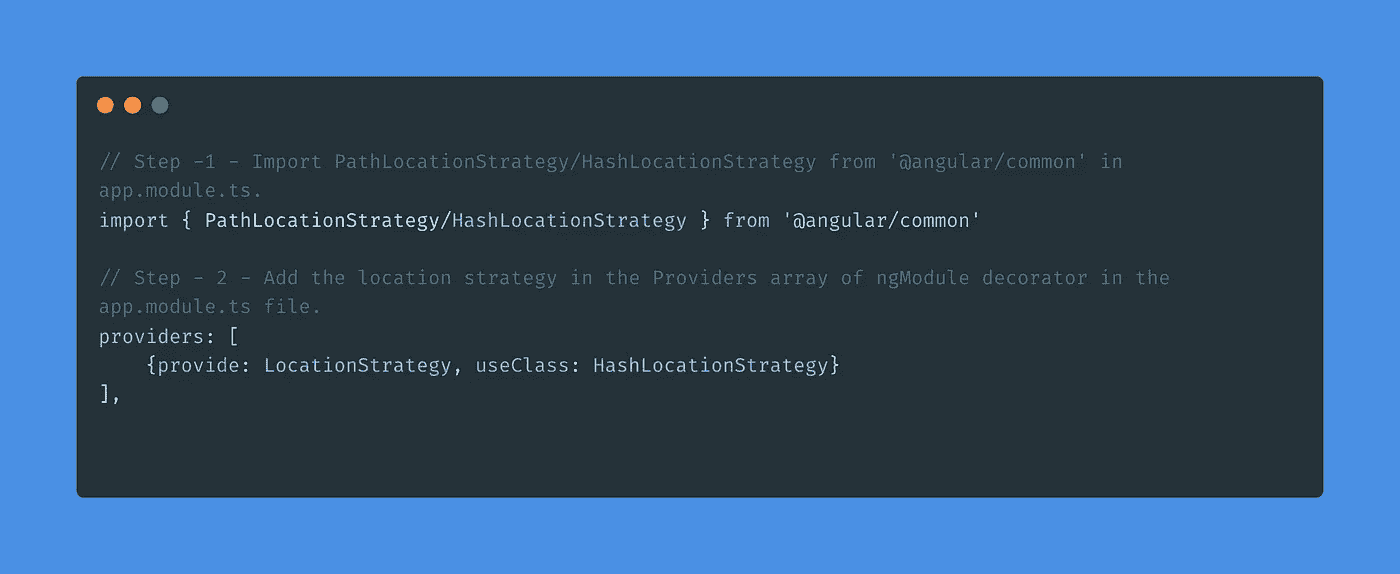 // Step -1 - Import PathLocationStrategy/HashLocationStrategy from '@angular/common' in
app.module.ts.
import { PathLocationStrategy/HashLocationStrategy } from '@angular/common'
// Step - 2 - Add the location strategy in the Providers array of ngModule decorator in the
app.module.ts file.
providers: [
    {provide: LocationStrategy, useClass: HashLocationStrategy}
],